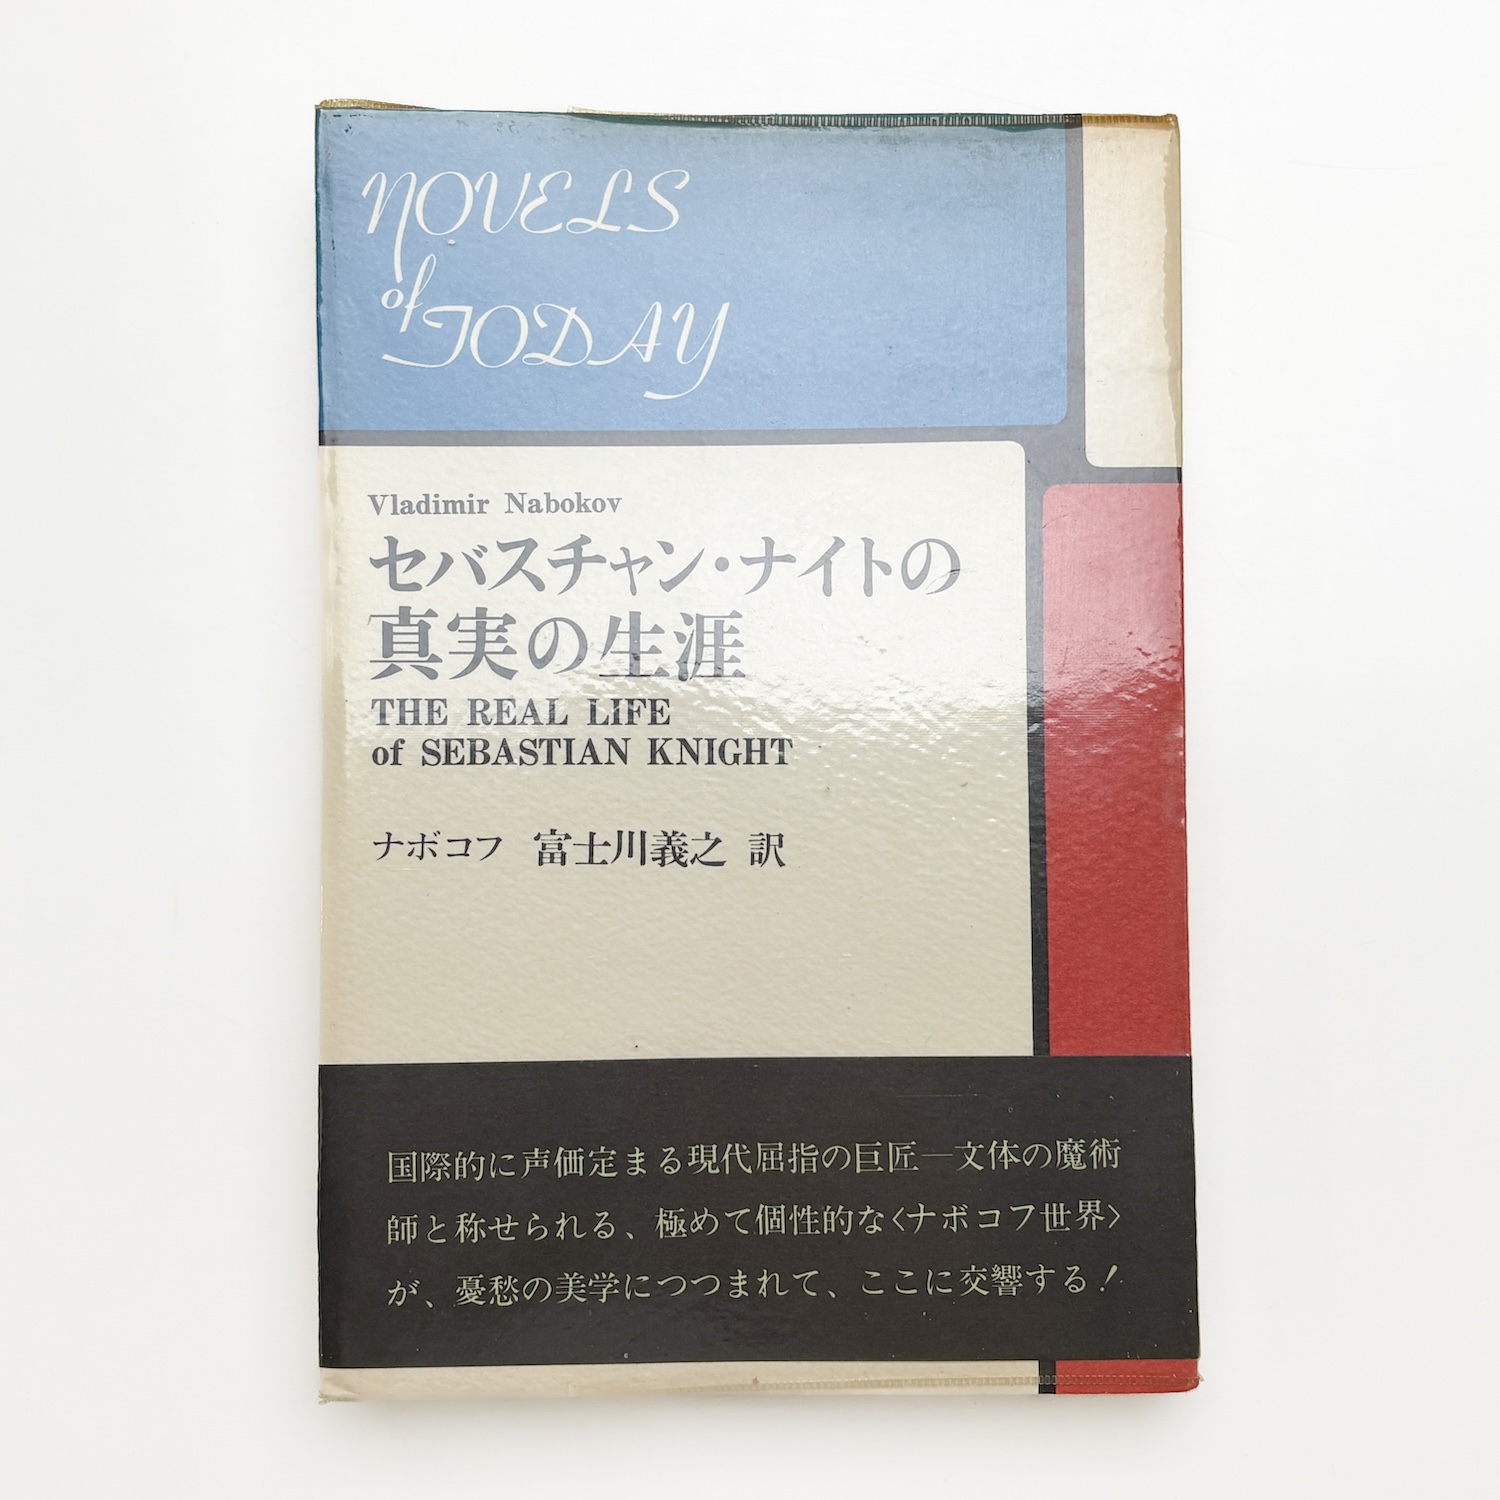 NOVELS
of
TODAY
Vladimir Nabokov
セバスチャン・ナイトの
真実の生涯
THE REAL LIFE
of SEBASTIAN KNIGHT
ナボコフ 富士川義之 訳
国際的に声価定まる現代屈指の巨匠―文体の魔術
師と称せられる、極めて個性的な〈ナボコフ世界〉
が、憂愁の美学につつまれて、ここに交響する!